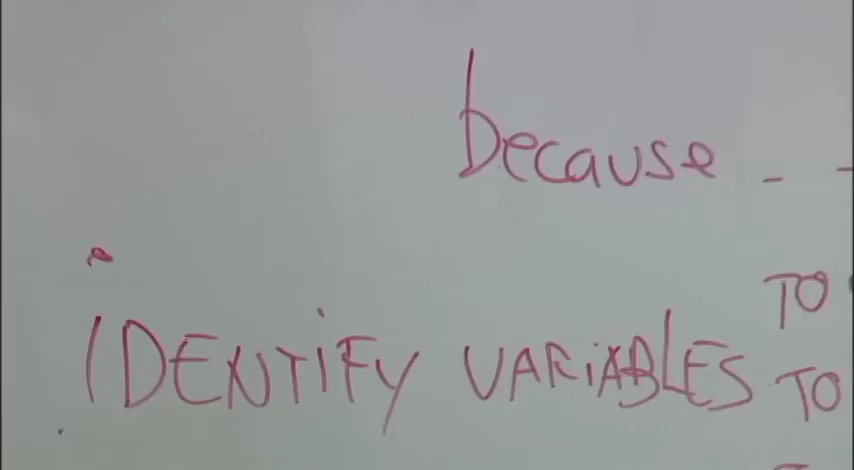 because - -
TO
iDENTiFY VARiABLES TO